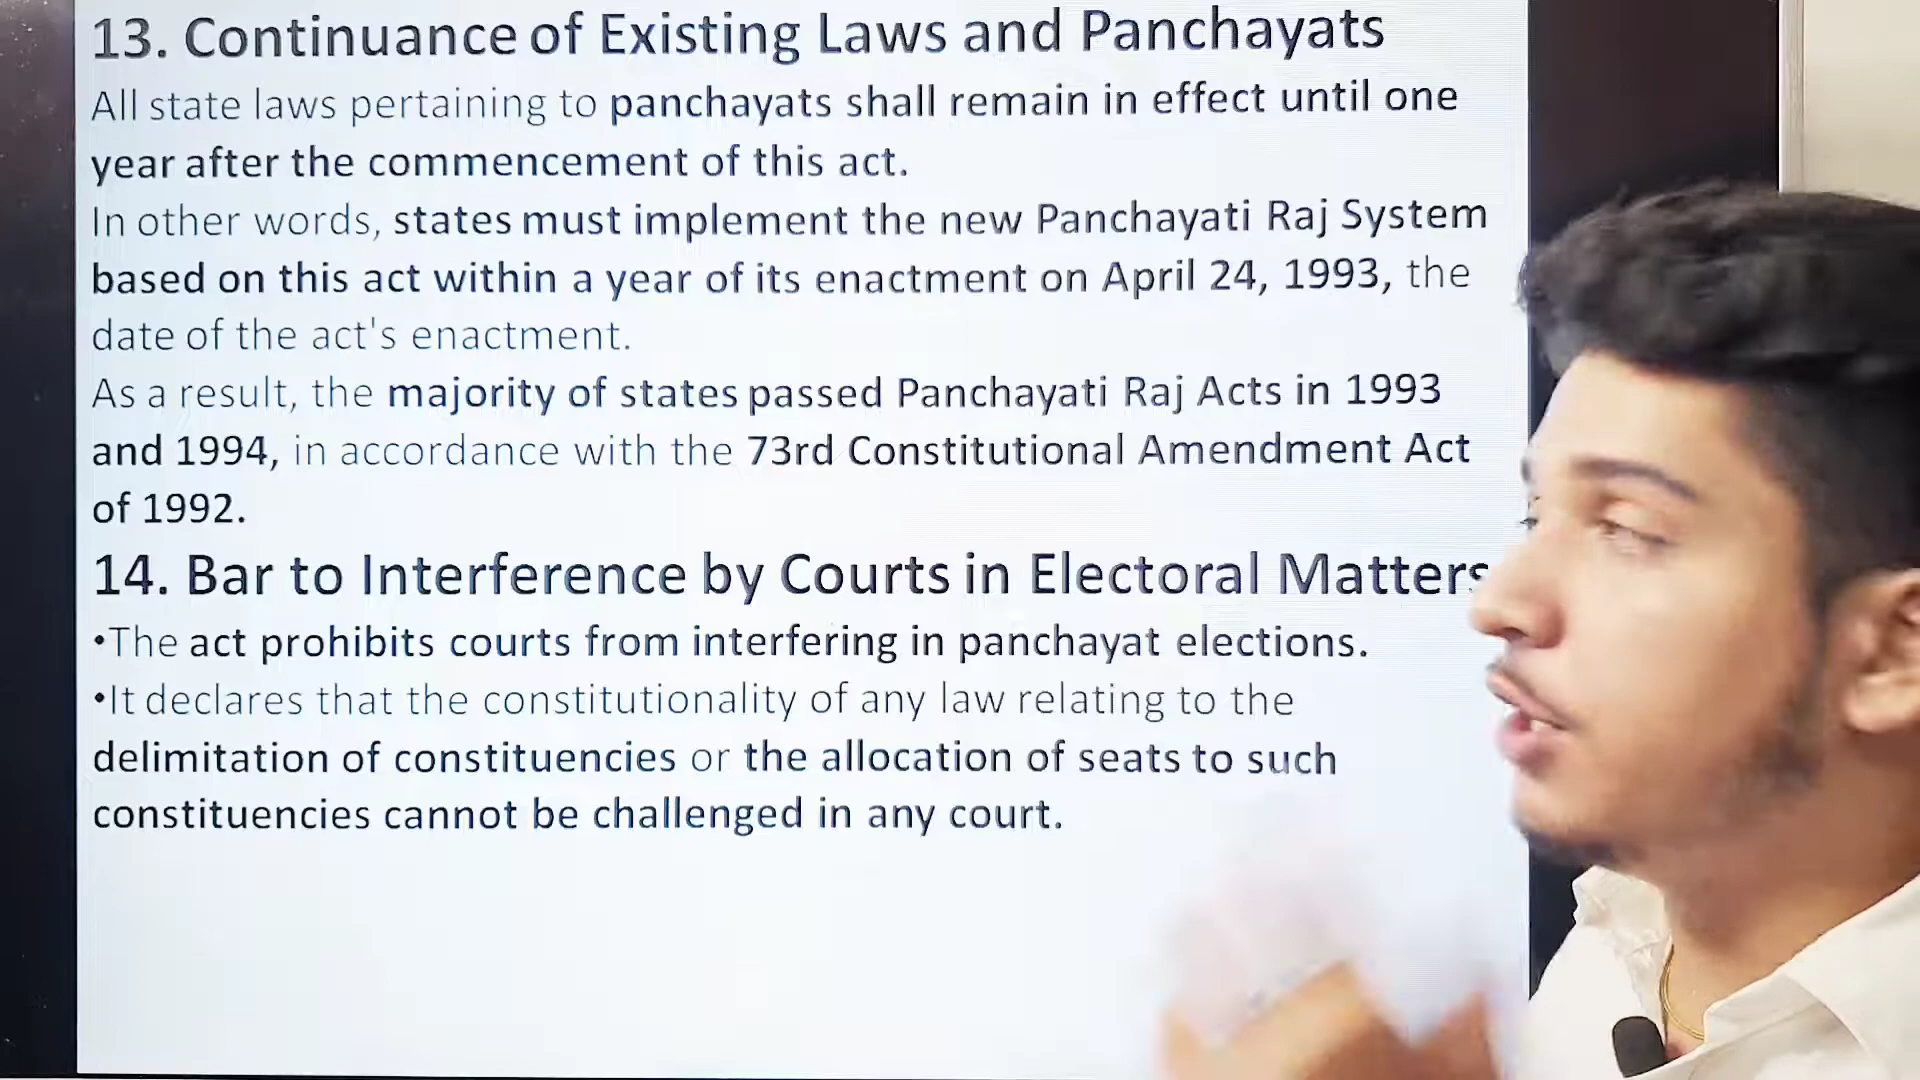 13. Continuance of Existing Laws and Panchayats
All state laws pertaining to panchayats shall remain in effect until one
year after the commencement of this act.
In other words, states must implement the new Panchayati Raj System
based on this act within a year of its enactment on April 24, 1993, the
date of the act's enactment.
As a result, the majority of states passed Panchayati Raj Acts in 1993
and 1994, in accordance with the 73rd Constitutional Amendment Act
of 1992.
14. Bar to Interference by Courts in Electoral Matters
•The act prohibits courts from interfering in panchayat elections.
•It declares that the constitutionality of any law relating to the
delimitation of constituencies or the allocation of seats to such
constituencies cannot be challenged in any court.